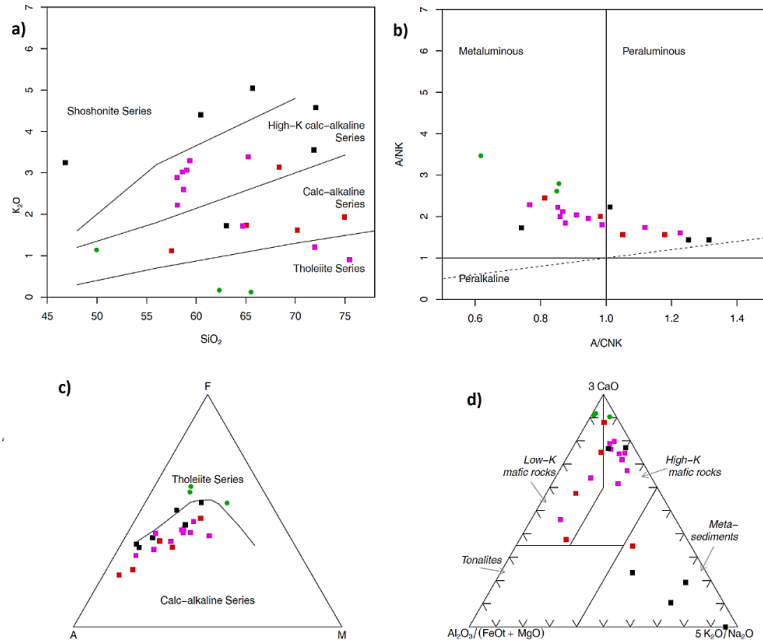 a)
7
6
5
4
3
2
1
0
K₂O
Shoshonite Series
High−K calc−alkaline
Series
Calc−alkaline
Series
Tholeiite Series
45 50 55 60 65 70 75
SiO₂
b)
7
6
5
4
3
2
1
0
A/NK
Metaluminous
Peraluminous
Peralkaline
0.6 0.8 1.0 1.2 1.4
A/CNK
c)
F
Tholeiite Series
Calc−alkaline Series
A
M
d)
3 CaO
Low−K
mafic rocks
High−K
mafic rocks
Meta−
sediments
Tonalites
Al₂O₃/(FeOt + MgO)
5 K₂O/Na₂O